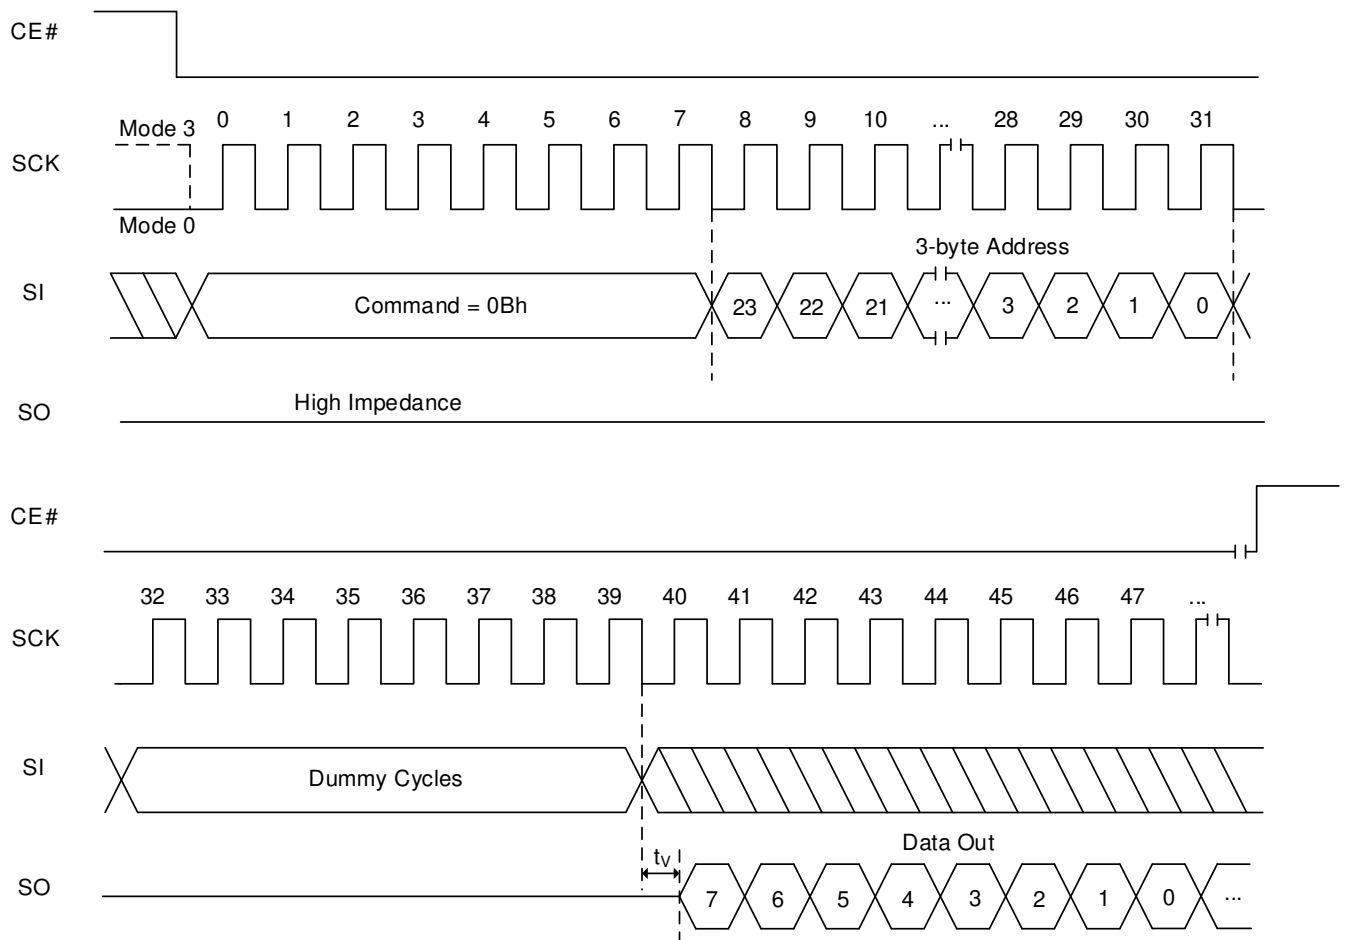 CE#
Mode 3 0 1 2 3 4 5 6 7 8 9 10 ... 28 29 30 31
SCK
Mode 0
3-byte Address
SI Command = 0Bh 23 22 21 ... 3 2 1 0
SO High Impedance
CE#
32 33 34 35 36 37 38 39 40 41 42 43 44 45 46 47 ...
SCK
SI Dummy Cycles
Data Out
tV
SO 7 6 5 4 3 2 1 0 ...